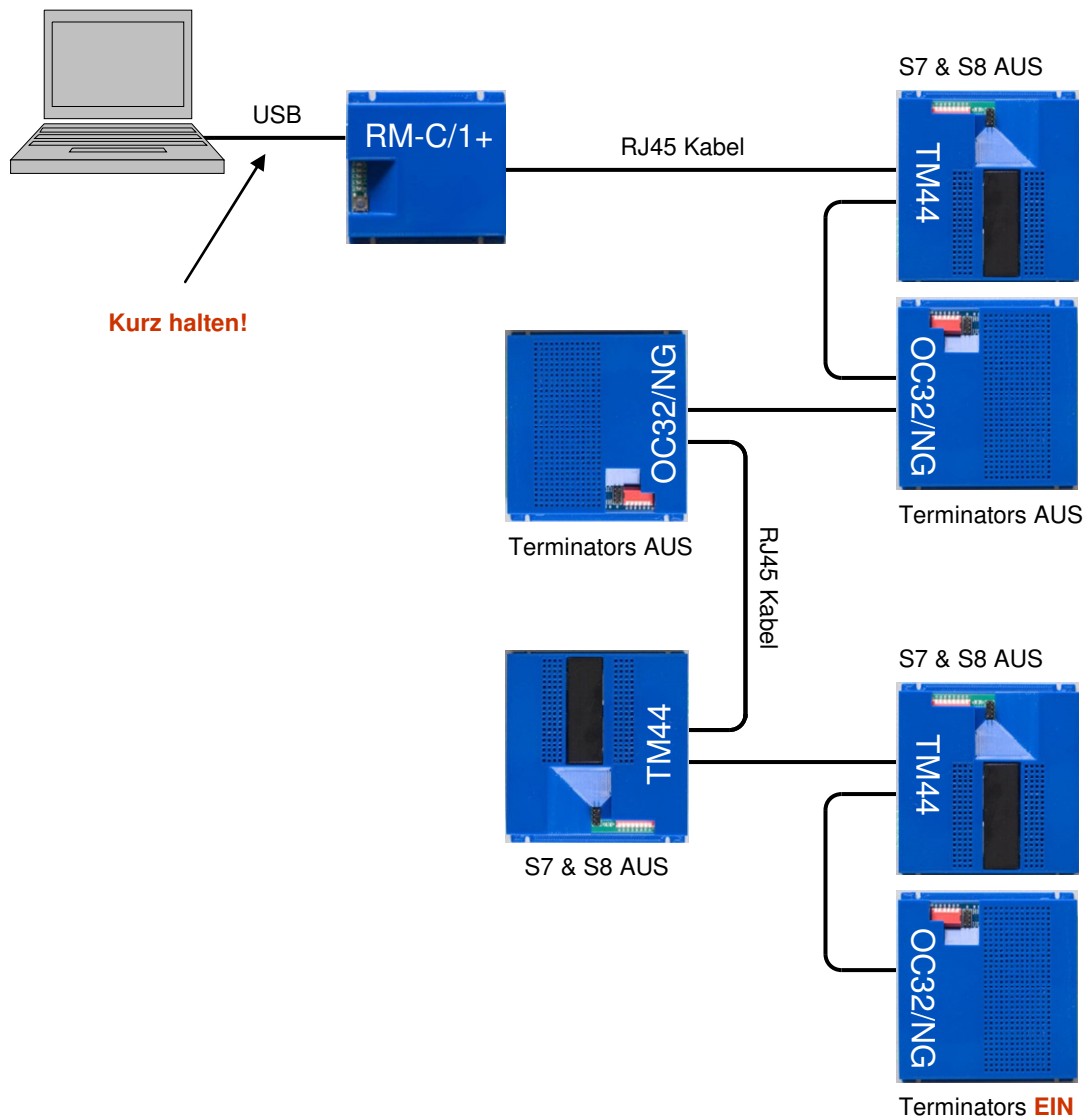 S7 & S8 AUS
USB
RM-C/1+
RJ45 Kabel
TM44
Kurz halten!
OC32/NG
OC32/NG
Terminators AUS
Terminators AUS
RJ45 Kabel
S7 & S8 AUS
TM44
TM44
S7 & S8 AUS
OC32/NG
Terminators EIN